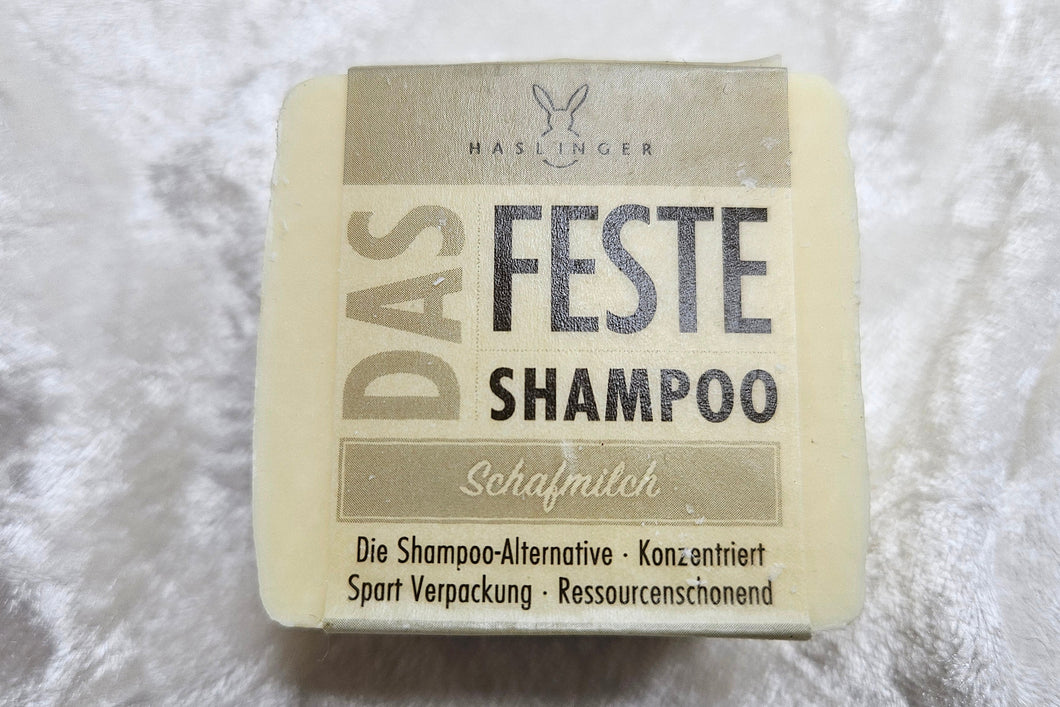 HASLINGER
DAS
FESTE
SHAMPOO
Schafmilch
Die Shampoo-Alternative · Konzentriert
Spart Verpackung · Ressourcenschonend